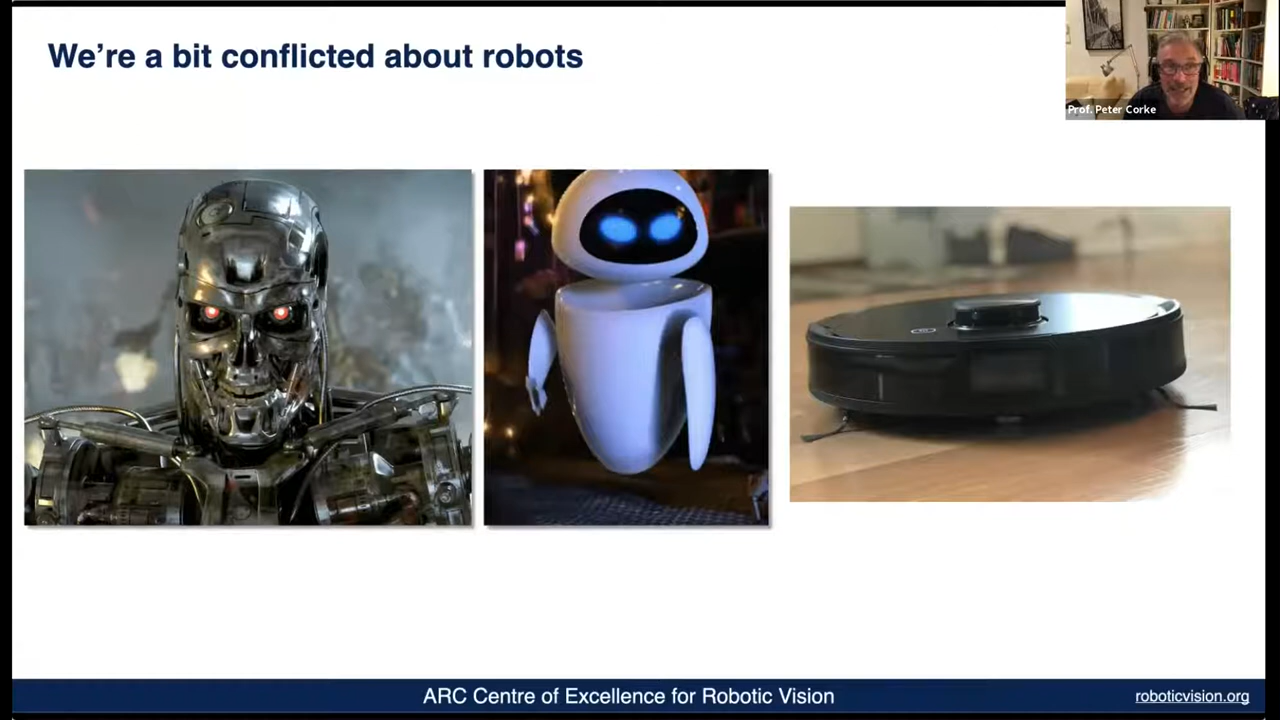 We're a bit conflicted about robots
Prof. Peter Corke
ARC Centre of Excellence for Robotic Vision
roboticvision.org